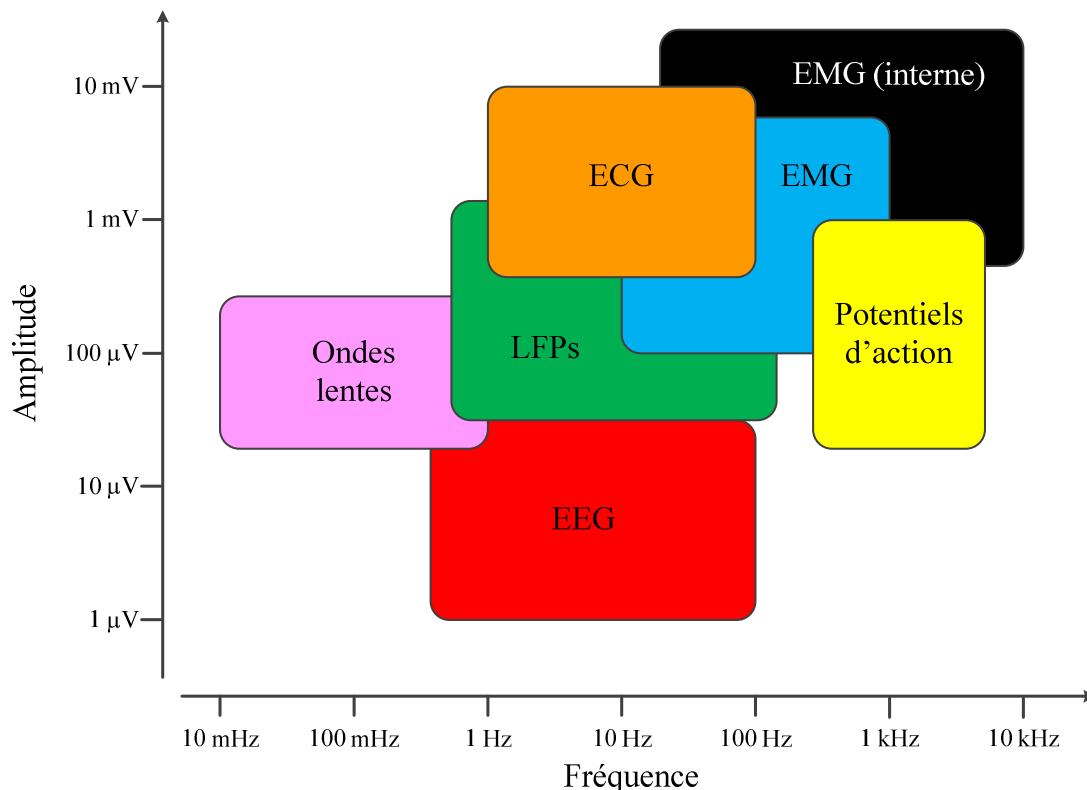 Amplitude
10 mV
1 mV
100 µV
10 µV
1 µV
EMG (interne)
ECG
EMG
Potentiels
d’action
LFPs
Ondes
lentes
EEG
10 mHz
100 mHz
1 Hz
10 Hz
100 Hz
1 kHz
10 kHz
Fréquence